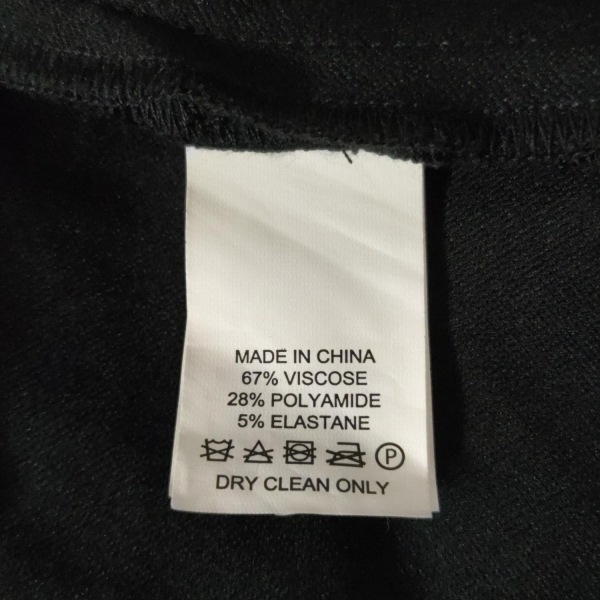 MADE IN CHINA
67% VISCOSE
28% POLYAMIDE
5% ELASTANE
P
DRY CLEAN ONLY